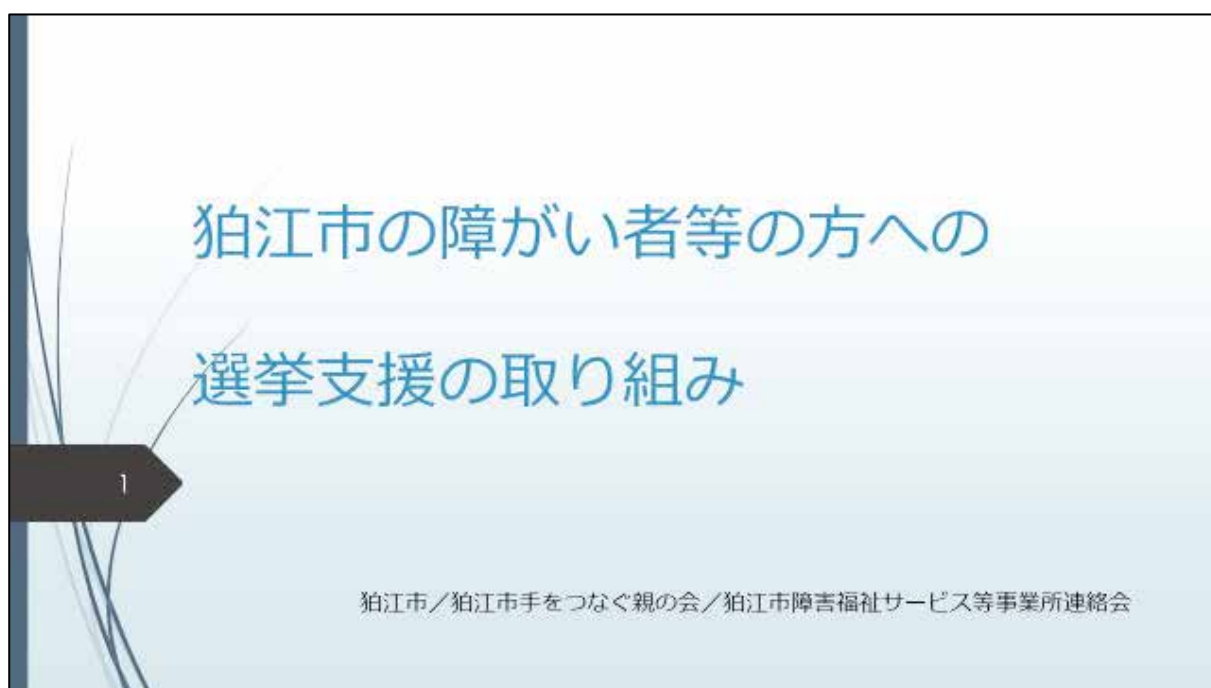 狛江市の障がい者等の方への
選挙支援の取り組み
1
狛江市／狛江市手をつなぐ親の会／狛江市障害福祉サービス等事業所連絡会